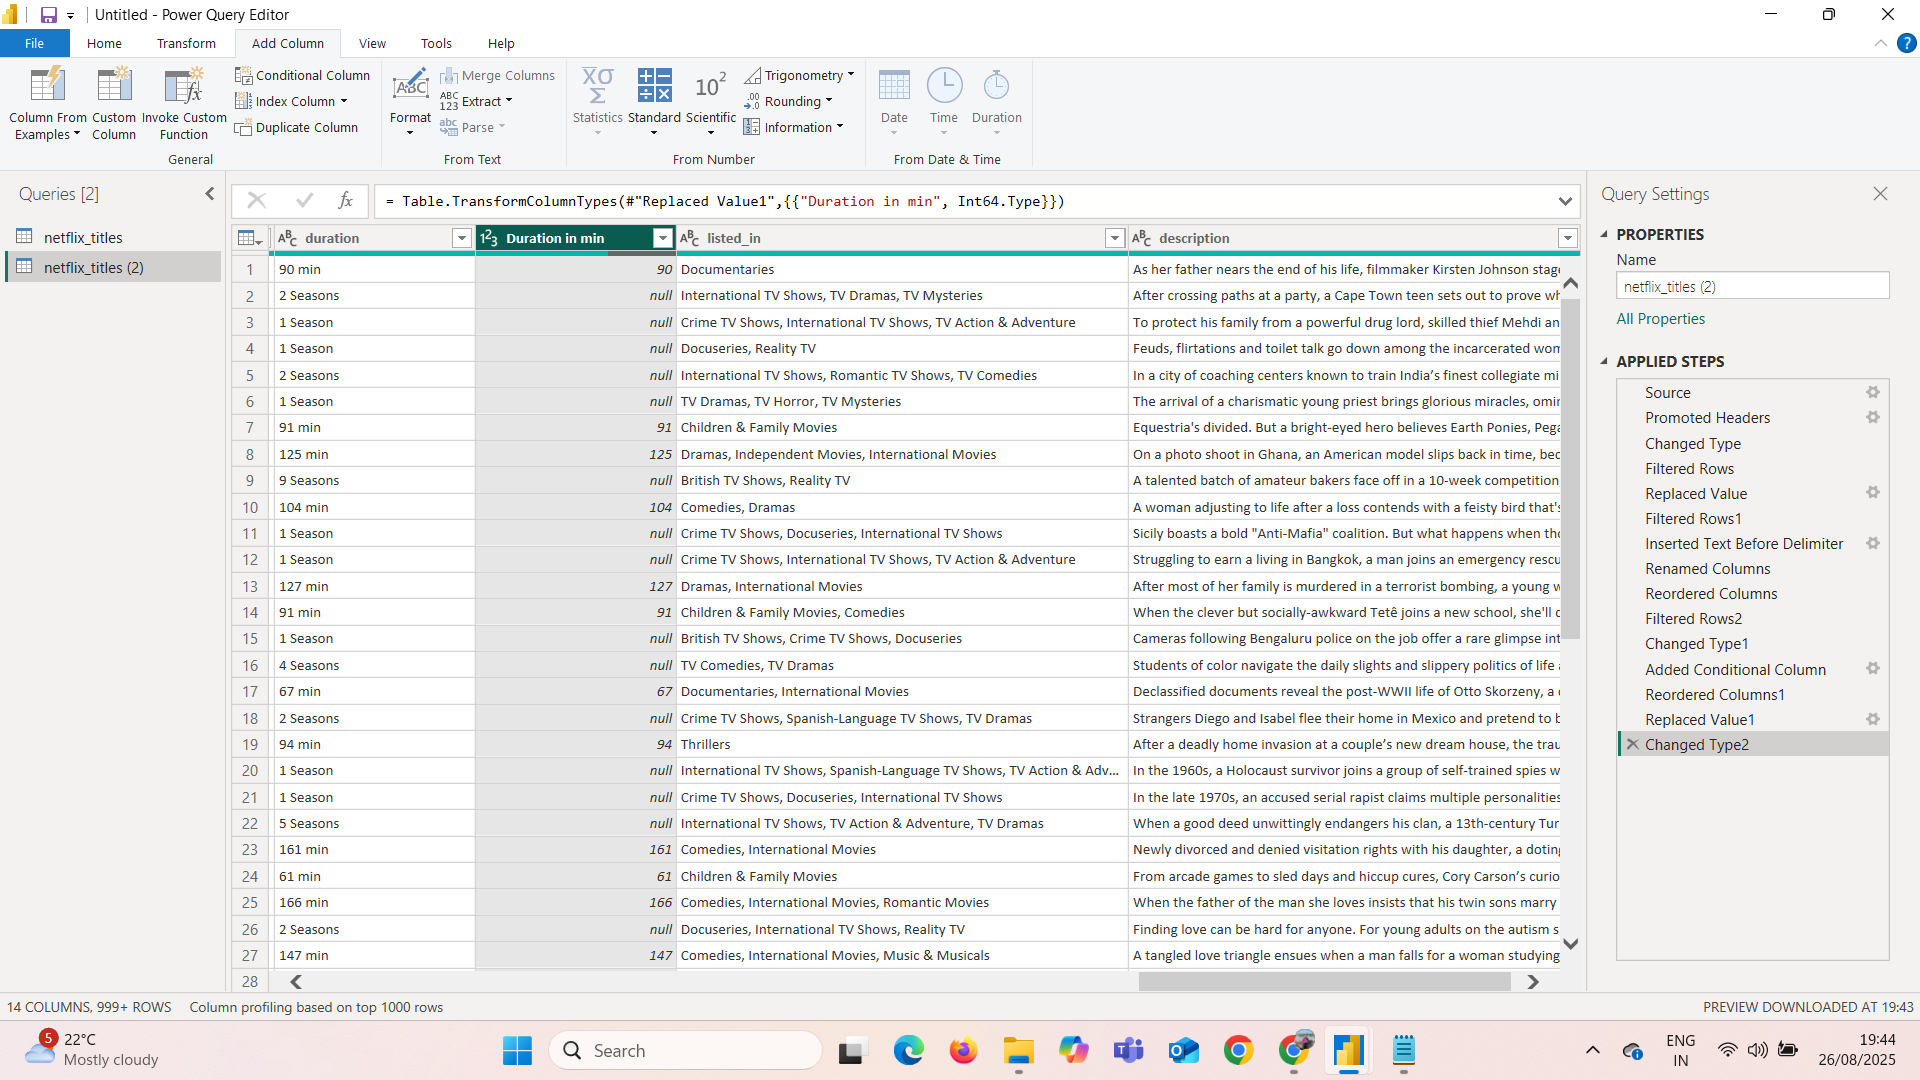 Untitled - Power Query Editor
File Home Transform Add Column View Tools Help
Column From Examples
Custom Column
Invoke Custom Function
Conditional Column
Index Column
Duplicate Column
General
Format
Merge Columns
Extract
Parse
From Text
Statistics
Standard
Scientific
Trigonometry
Rounding
Information
From Number
Date
Time
Duration
From Date & Time
Queries [2]
netflix_titles
netflix_titles (2)
= Table.TransformColumnTypes(#"Replaced Value1",{{"Duration in min", Int64.Type}})
duration Duration in min listed_in description
1 90 min 90 Documentaries As her father nears the end of his life, filmmaker Kirsten Johnson stage
2 2 Seasons null International TV Shows, TV Dramas, TV Mysteries After crossing paths at a party, a Cape Town teen sets out to prove wh
3 1 Season null Crime TV Shows, International TV Shows, TV Action & Adventure To protect his family from a powerful drug lord, skilled thief Mehdi an
4 1 Season null Docuseries, Reality TV Feuds, flirtations and toilet talk go down among the incarcerated wom
5 2 Seasons null International TV Shows, Romantic TV Shows, TV Comedies In a city of coaching centers known to train India's finest collegiate mi
6 1 Season null TV Dramas, TV Horror, TV Mysteries The arrival of a charismatic young priest brings glorious miracles, omin
7 91 min 91 Children & Family Movies Equestria's divided. But a bright-eyed hero believes Earth Ponies, Pega
8 125 min 125 Dramas, Independent Movies, International Movies On a photo shoot in Ghana, an American model slips back in time, bec
9 9 Seasons null British TV Shows, Reality TV A talented batch of amateur bakers face off in a 10-week competition
10 104 min 104 Comedies, Dramas A woman adjusting to life after a loss contends with a feisty bird that's
11 1 Season null Crime TV Shows, Docuseries, International TV Shows Sicily boasts a bold "Anti-Mafia" coalition. But what happens when tho
12 1 Season null Crime TV Shows, International TV Shows, TV Action & Adventure Struggling to earn a living in Bangkok, a man joins an emergency rescu
13 127 min 127 Dramas, International Movies After most of her family is murdered in a terrorist bombing, a young w
14 91 min 91 Children & Family Movies, Comedies When the clever but socially-awkward Tetê joins a new school, she'll d
15 1 Season null British TV Shows, Crime TV Shows, Docuseries Cameras following Bengaluru police on the job offer a rare glimpse int
16 4 Seasons null TV Comedies, TV Dramas Students of color navigate the daily slights and slippery politics of life
17 67 min 67 Documentaries, International Movies Declassified documents reveal the post-WWII life of Otto Skorzeny, a
18 2 Seasons null Crime TV Shows, Spanish-Language TV Shows, TV Dramas Strangers Diego and Isabel flee their home in Mexico and pretend to b
19 94 min 94 Thrillers After a deadly home invasion at a couple's new dream house, the trau
20 1 Season null International TV Shows, Spanish-Language TV Shows, TV Action & Adv... In the 1960s, a Holocaust survivor joins a group of self-trained spies w
21 1 Season null Crime TV Shows, Docuseries, International TV Shows In the late 1970s, an accused serial rapist claims multiple personalities
22 5 Seasons null International TV Shows, TV Action & Adventure, TV Dramas When a good deed unwittingly endangers his clan, a 13th-century Tur
23 161 min 161 Comedies, International Movies Newly divorced and denied visitation rights with his daughter, a doting
24 61 min 61 Children & Family Movies From arcade games to sled days and hiccup cures, Cory Carson's curio
25 166 min 166 Comedies, International Movies, Romantic Movies When the father of the man she loves insists that his twin sons marry
26 2 Seasons null Docuseries, International TV Shows, Reality TV Finding love can be hard for anyone. For young adults on the autism s
27 147 min 147 Comedies, International Movies, Music & Musicals A tangled love triangle ensues when a man falls for a woman studying
28
Query Settings
PROPERTIES
Name
netflix_titles (2)
All Properties
APPLIED STEPS
Source
Promoted Headers
Changed Type
Filtered Rows
Replaced Value
Filtered Rows1
Inserted Text Before Delimiter
Renamed Columns
Reordered Columns
Filtered Rows2
Changed Type1
Added Conditional Column
Reordered Columns1
Replaced Value1
Changed Type2
14 COLUMNS, 999+ ROWS Column profiling based on top 1000 rows PREVIEW DOWNLOADED AT 19:43
5 22°C
Mostly cloudy
Search
ENG
IN
19:44
26/08/2025